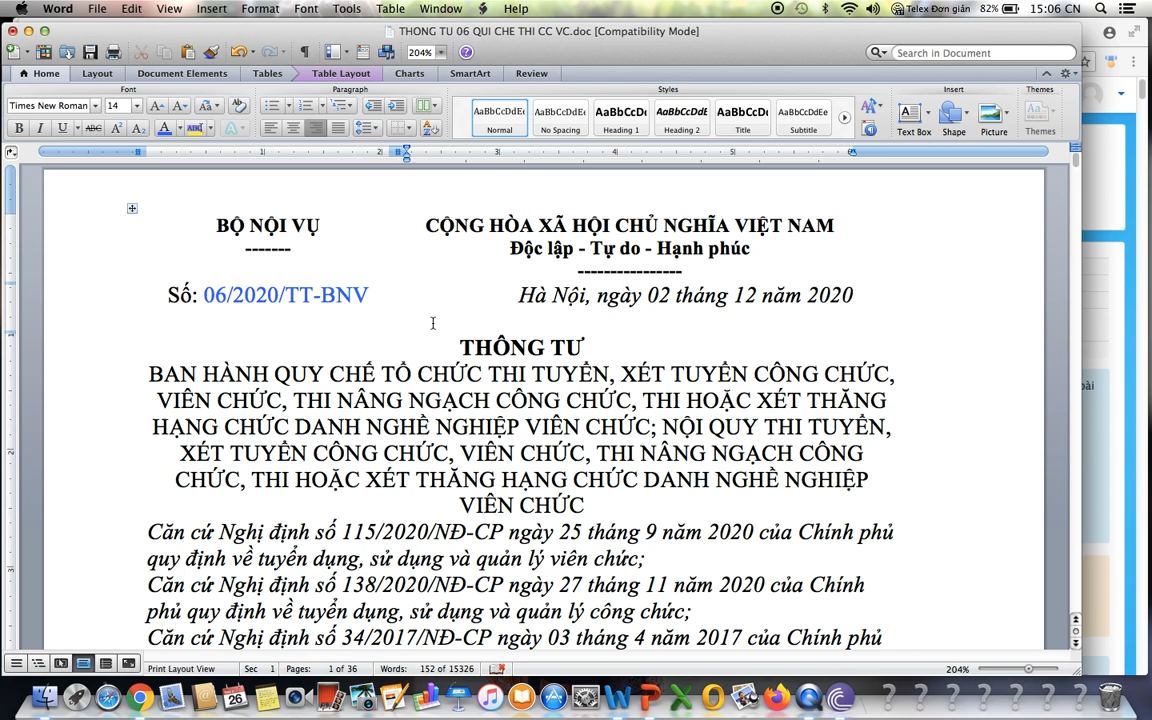 Word File Edit View Insert Format Font Tools Table Window Help Telex Đơn giản 82% 15:06 CN
THONG TU 06 QUI CHE THI CC VC.doc [Compatibility Mode]
204% Search in Document
Home Layout Document Elements Tables Table Layout Charts SmartArt Review
Font Paragraph Styles Insert Themes
Times New Roman 14
AaBbCcDdEe AaBbCcDdEe AaBbCcD AaBbCcDdE AaBbCcD AaBbCcDdEe
Normal No Spacing Heading 1 Heading 2 Title Subtitle Text Box Shape Picture Themes
BỘ NỘI VỤ
-------
CỘNG HÒA XÃ HỘI CHỦ NGHĨA VIỆT NAM
Độc lập - Tự do - Hạnh phúc
----------------
Số: 06/2020/TT-BNV
Hà Nội, ngày 02 tháng 12 năm 2020
THÔNG TƯ
BAN HÀNH QUY CHẾ TỔ CHỨC THI TUYỂN, XÉT TUYỂN CÔNG CHỨC,
VIÊN CHỨC, THI NÂNG NGẠCH CÔNG CHỨC, THI HOẶC XÉT THĂNG
HẠNG CHỨC DANH NGHỀ NGHIỆP VIÊN CHỨC; NỘI QUY THI TUYỂN,
XÉT TUYỂN CÔNG CHỨC, VIÊN CHỨC, THI NÂNG NGẠCH CÔNG
CHỨC, THI HOẶC XÉT THĂNG HẠNG CHỨC DANH NGHỀ NGHIỆP
VIÊN CHỨC
Căn cứ Nghị định số 115/2020/NĐ-CP ngày 25 tháng 9 năm 2020 của Chính phủ
quy định về tuyển dụng, sử dụng và quản lý viên chức;
Căn cứ Nghị định số 138/2020/NĐ-CP ngày 27 tháng 11 năm 2020 của Chính
phủ quy định về tuyển dụng, sử dụng và quản lý công chức;
Căn cứ Nghị định số 34/2017/NĐ-CP ngày 03 tháng 4 năm 2017 của Chính phủ
Print Layout View Sec 1 Pages: 1 of 36 Words: 152 of 15326 204%